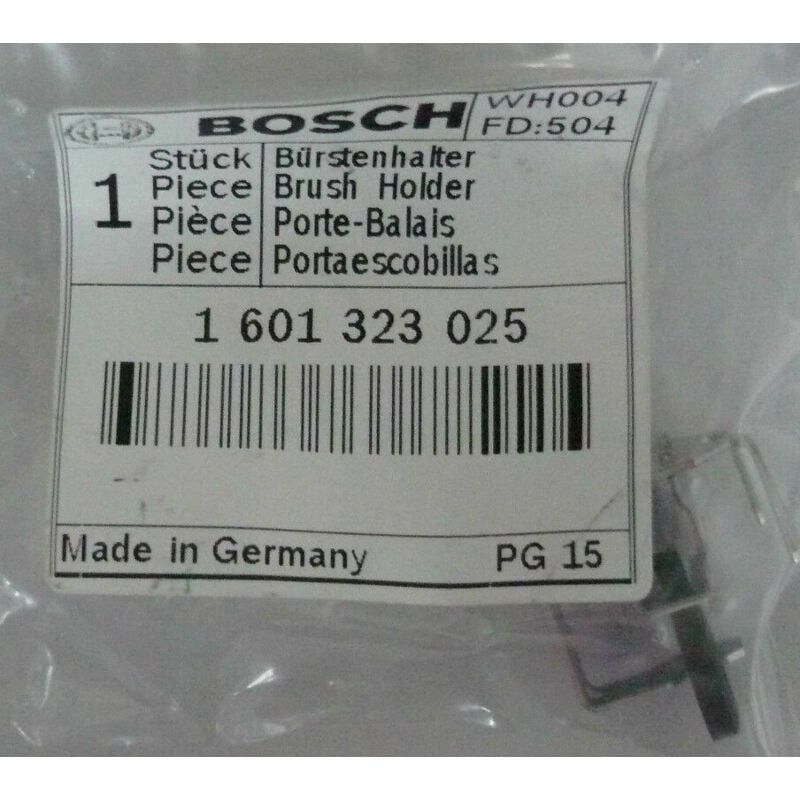 BOSCH
WH004
FD:504
1
Stück Bürstenhalter
Piece Brush Holder
Pièce Porte-Balais
Piece Portaescobillas
1 601 323 025
Made in Germany PG 15